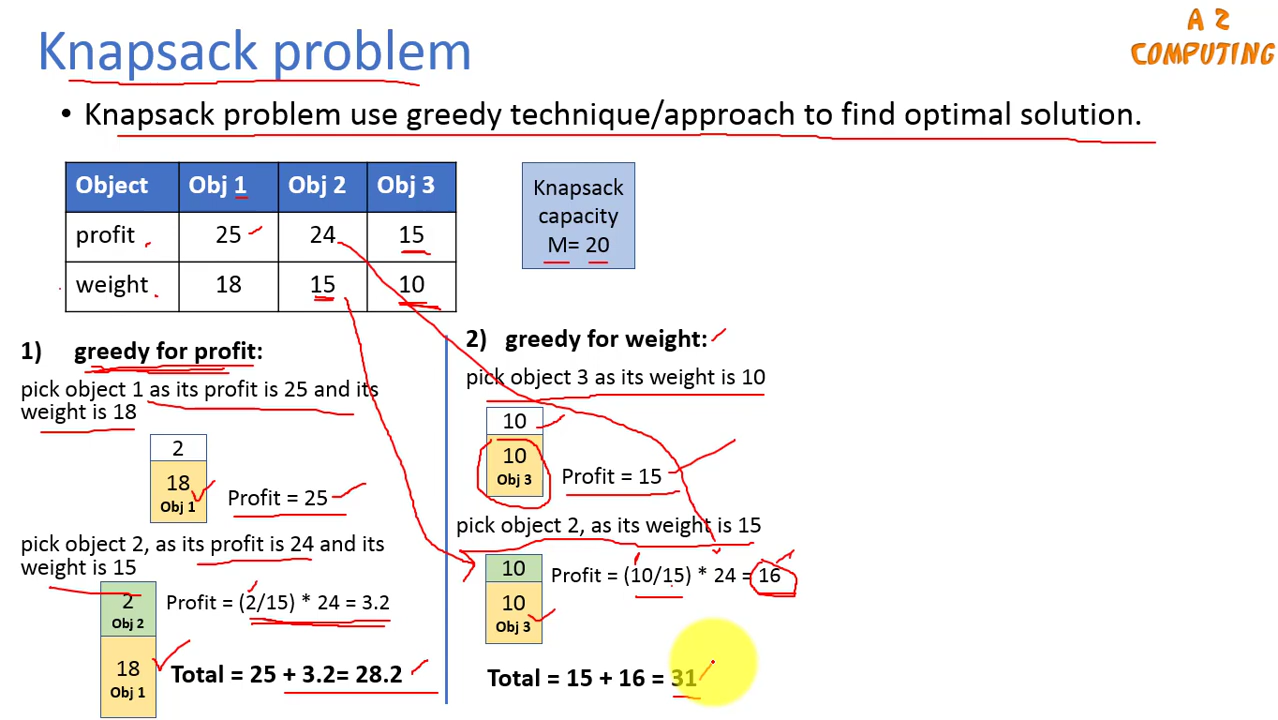 A Z
COMPUTING
Knapsack problem
• Knapsack problem use greedy technique/approach to find optimal solution.
Object Obj 1 Obj 2 Obj 3
profit 25 24 15
weight 18 15 10
Knapsack
capacity
M= 20
1) greedy for profit:
pick object 1 as its profit is 25 and its
weight is 18
2
18
Obj 1
Profit = 25
pick object 2, as its profit is 24 and its
weight is 15
2
Obj 2
18
Obj 1
Profit = (2/15) * 24 = 3.2
Total = 25 + 3.2= 28.2
2) greedy for weight:
pick object 3 as its weight is 10
10
10
Obj 3
Profit = 15
pick object 2, as its weight is 15
10
10
Obj 3
Profit = (10/15) * 24 = 16
Total = 15 + 16 = 31